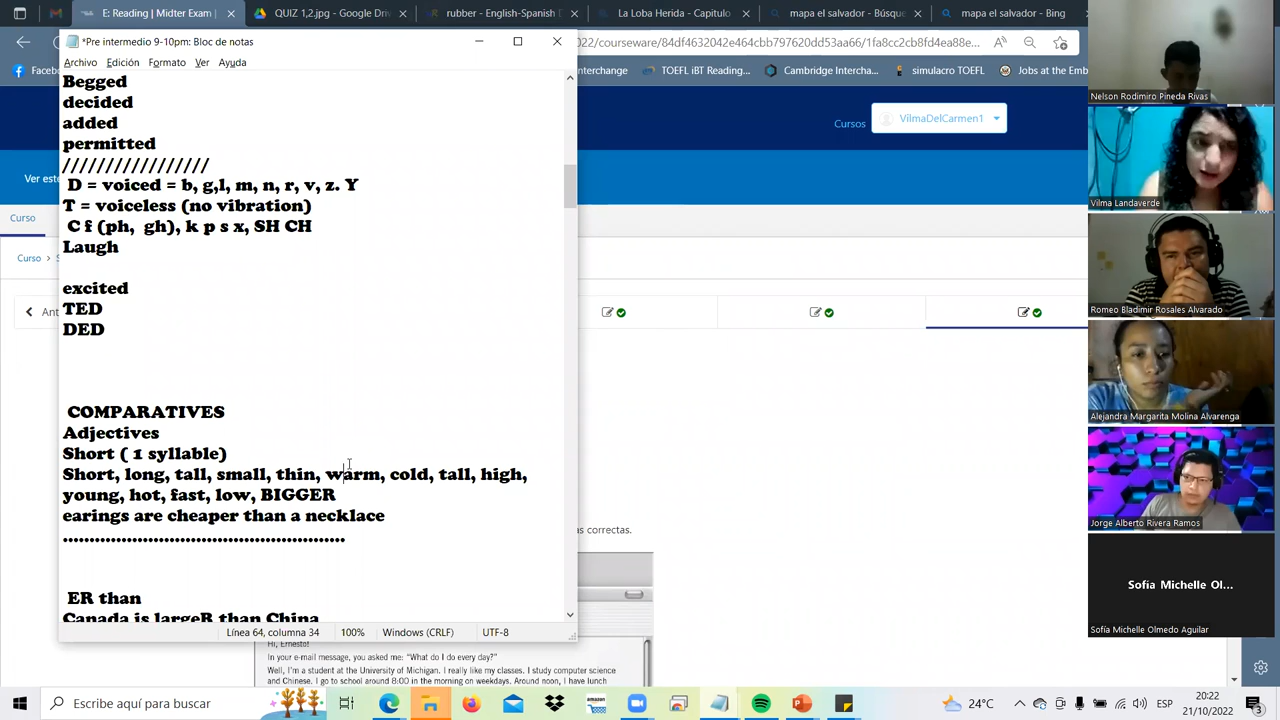 QUIZ 1,2.jpg - Google Driv
rubber - English-Spanish D
La Loba Herida - Capitulo
mapa el salvador - Búsque
mapa el salvador - Bing
*Pre intermedio 9-10pm: Bloc de notas
022/courseware/84df4632042e464cbb797620dd53aa66/1fa8cc2cb8fd4ea88e...
Archivo Edición Formato Ver Ayuda
Faceb
nterchange
TOEFL iBT Reading...
Cambridge Intercha...
simulacro TOEFL
Jobs at the Emb
Begged
decided
added
permitted
/////////////////
D = voiced = b, g,l, m, n, r, v, z. Y
T = voiceless (no vibration)
C f (ph, gh), k p s x, SH CH
Laugh
excited
TED
DED
COMPARATIVES
Adjectives
Short ( 1 syllable)
Short, long, tall, small, thin, warm, cold, tall, high,
young, hot, fast, low, BIGGER
earings are cheaper than a necklace
ER than
Canada is largeR than China
Línea 64, columna 34
100%
Windows (CRLF)
UTF-8
Cursos
VilmaDelCarmen1
Ver este
Curso
Curso
Ant
as correctas.
Hi, Ernesto!
In your e-mail message, you asked me: "What do I do every day?"
Well, I'm a student at the University of Michigan. I really like my classes. I study computer science
and Chinese. I go to school around 8:00 in the morning on weekdays. Around noon, I have lunch
Nelson Rodimiro Pineda Rivas
Vilma Landaverde
Romeo Bladimir Rosales Alvarado
Alejandra Margarita Molina Alvarenga
Jorge Alberto Rivera Ramos
Sofía Michelle Ol...
Sofía Michelle Olmedo Aguilar
Escribe aquí para buscar
amazon
24°C
ESP
20:22
21/10/2022
3